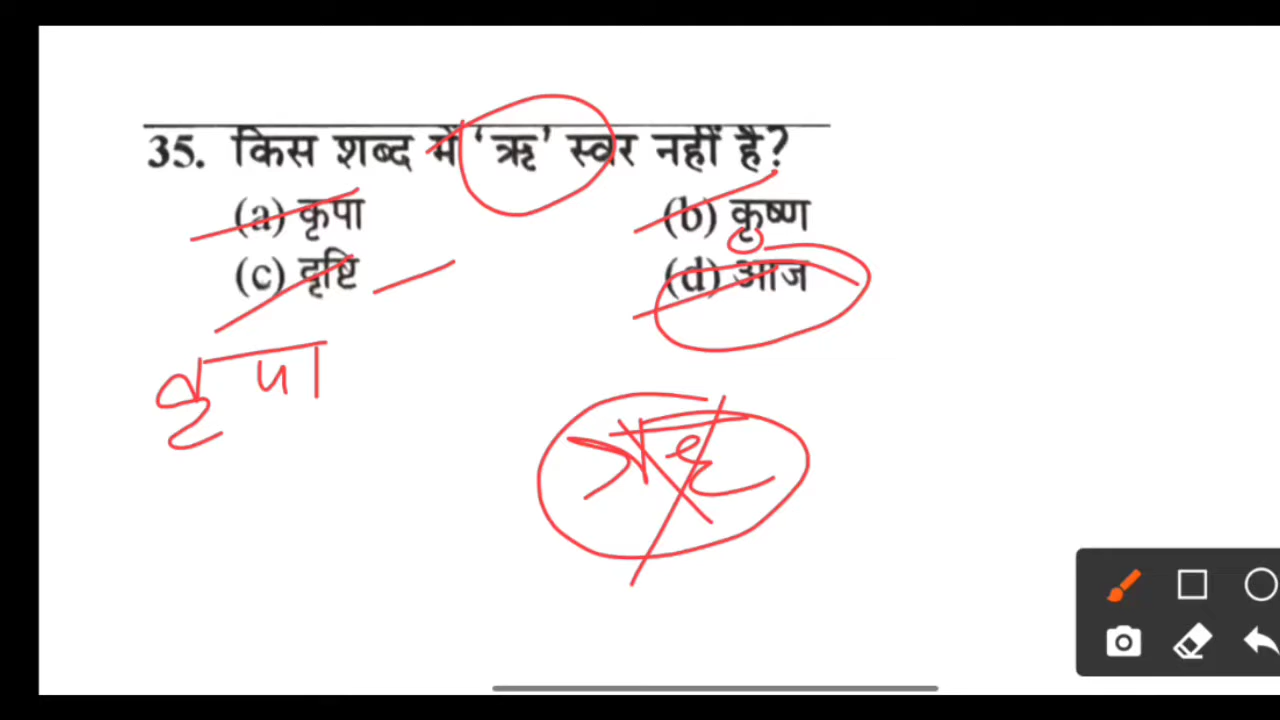 35. किस शब्द में 'ऋ' स्वर नहीं है?
(a) कृपा (b) कृष्ण
(c) दृष्टि (d) आज
कृपा